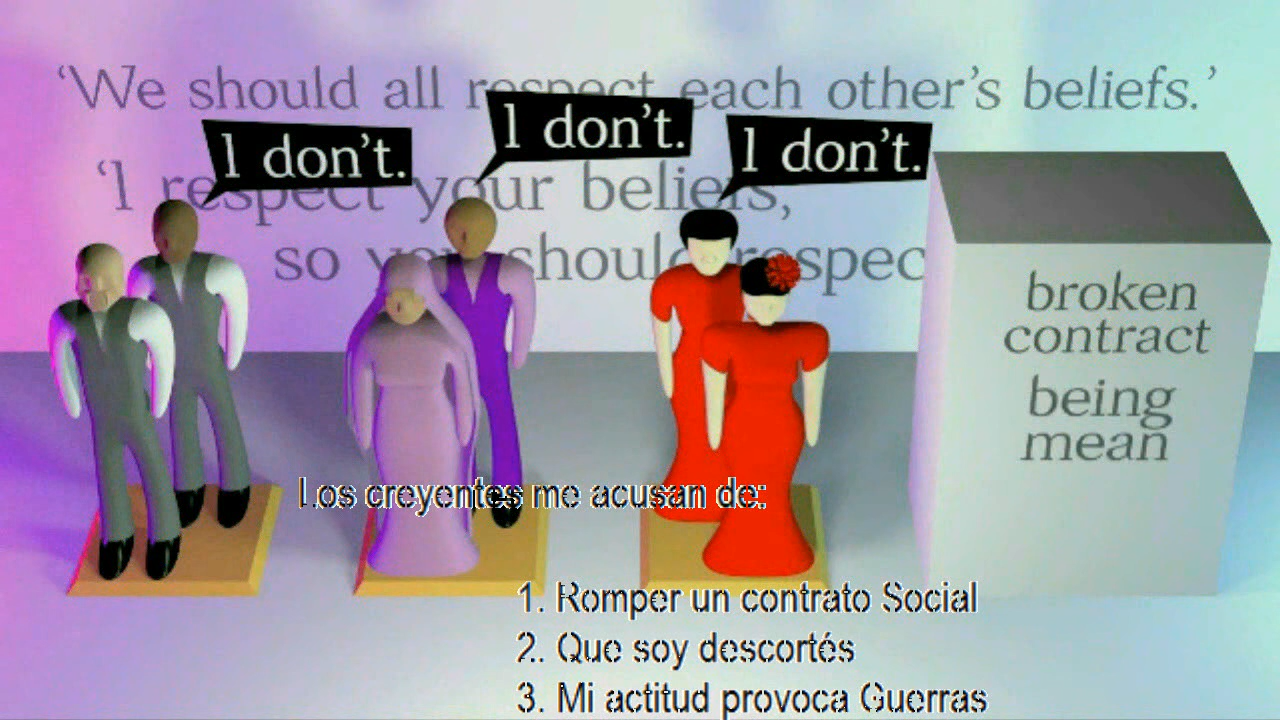 ‘We should all respect each other’s beliefs.’
I don’t.
I don’t.
I don’t.
‘I respect your beliefs,
so you should respec
broken
contract
being
mean
Los creyentes me acusan de:
1. Romper un contrato Social
2. Que soy descortés
3. Mi actitud provoca Guerras